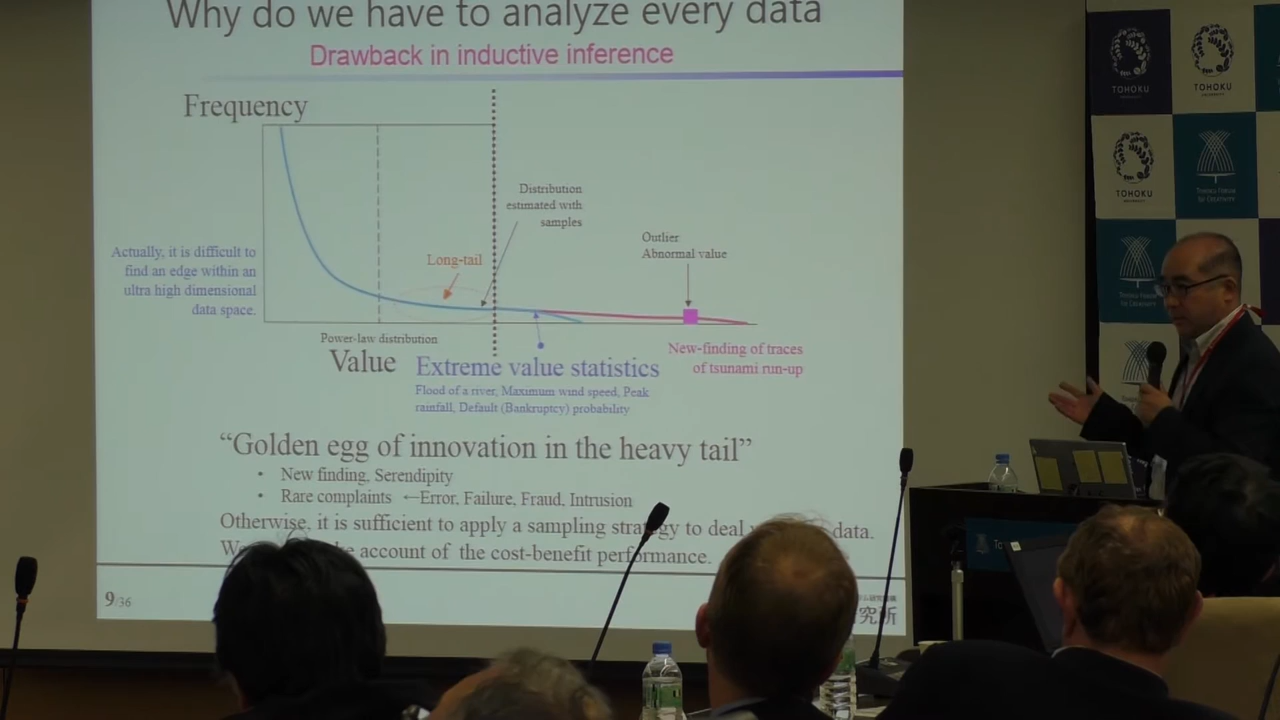 Why do we have to analyze every data
Drawback in inductive inference
Frequency
Distribution
estimated with
samples
Outlier
Abnormal value
Actually, it is difficult to
find an edge within an
ultra high dimensional
data space.
Long-tail
Power-law distribution
Value
Extreme value statistics
Flood of a river, Maximum wind speed, Peak
rainfall, Default (Bankruptcy) probability
New-finding of traces
of tsunami run-up
“Golden egg of innovation in the heavy tail”
• New finding, Serendipity
• Rare complaints ←Error, Failure, Fraud, Intrusion
Otherwise, it is sufficient to apply a sampling strategy to deal data.
account of the cost-benefit performance.
9/36
究所
TOHOKU
TOHOKU
TOHOKU